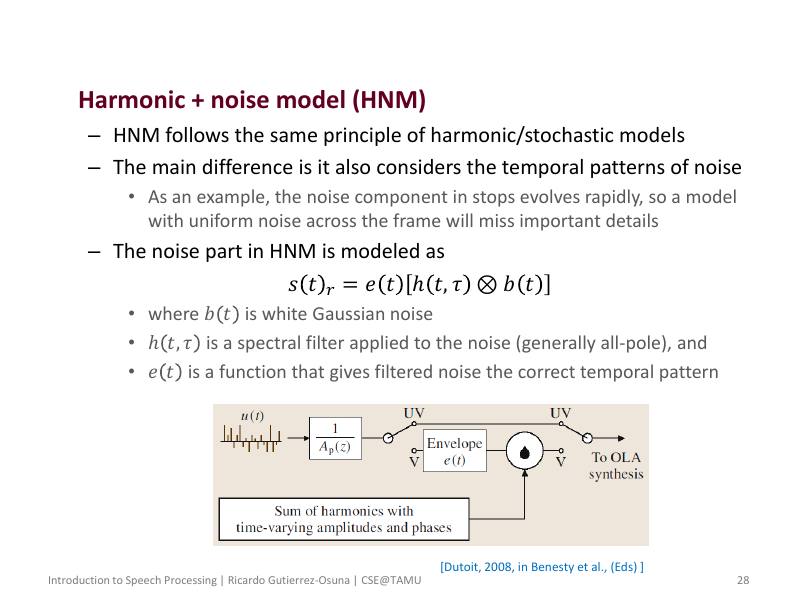 Harmonic + noise model (HNM)
– HNM follows the same principle of harmonic/stochastic models
– The main difference is it also considers the temporal patterns of noise
• As an example, the noise component in stops evolves rapidly, so a model
with uniform noise across the frame will miss important details
– The noise part in HNM is modeled as
s(t)ᵣ = e(t)[h(t, τ) ⊗ b(t)]
• where b(t) is white Gaussian noise
• h(t, τ) is a spectral filter applied to the noise (generally all-pole), and
• e(t) is a function that gives filtered noise the correct temporal pattern
u(t)
1
Aₚ(z)
UV
V
Envelope
e(t)
UV
V
To OLA
synthesis
Sum of harmonics with
time-varying amplitudes and phases
[Dutoit, 2008, in Benesty et al., (Eds) ]
Introduction to Speech Processing | Ricardo Gutierrez-Osuna | CSE@TAMU
28